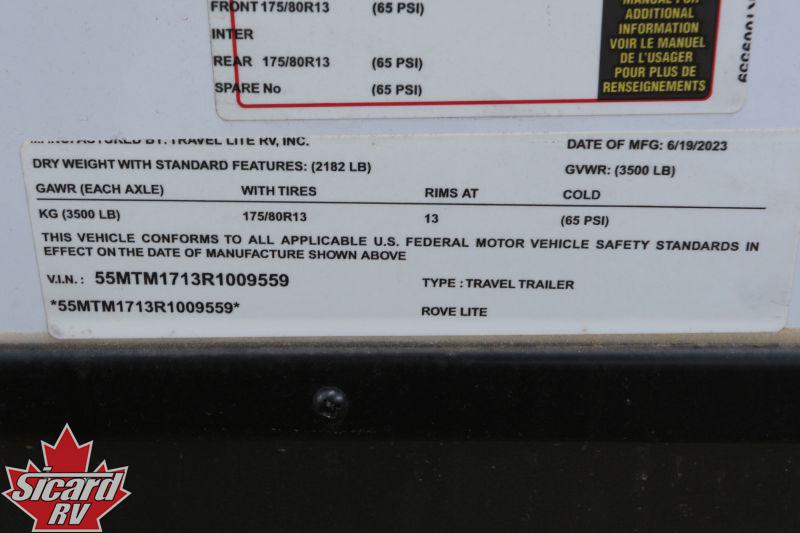 FRONT 175/80R13 (65 PSI)
INTER
REAR 175/80R13 (65 PSI)
SPARE No (65 PSI)
MANUAL FOR
ADDITIONAL
INFORMATION
VOIR LE MANUEL
DE L'USAGER
POUR PLUS DE
RENSEIGNEMENTS
MANUFACTURED BY: TRAVEL LITE RV, INC. DATE OF MFG: 6/19/2023
DRY WEIGHT WITH STANDARD FEATURES: (2182 LB) GVWR: (3500 LB)
GAWR (EACH AXLE) WITH TIRES RIMS AT COLD
KG (3500 LB) 175/80R13 13 (65 PSI)
THIS VEHICLE CONFORMS TO ALL APPLICABLE U.S. FEDERAL MOTOR VEHICLE SAFETY STANDARDS IN
EFFECT ON THE DATE OF MANUFACTURE SHOWN ABOVE
V.I.N.: 55MTM1713R1009559 TYPE : TRAVEL TRAILER
*55MTM1713R1009559* ROVE LITE
Sicard
RV